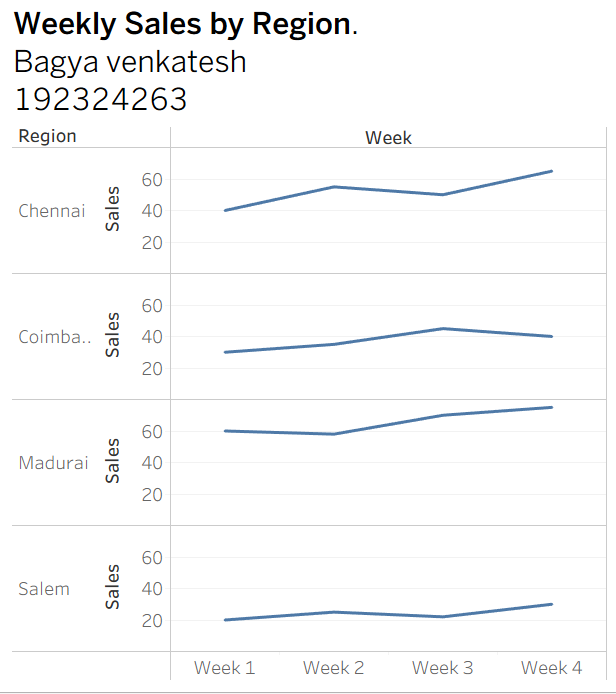 Weekly Sales by Region.
Bagya venkatesh
192324263
Region Week
Chennai Sales 60 40 20
Coimba.. Sales 60 40 20
Madurai Sales 60 40 20
Salem Sales 60 40 20
Week 1 Week 2 Week 3 Week 4